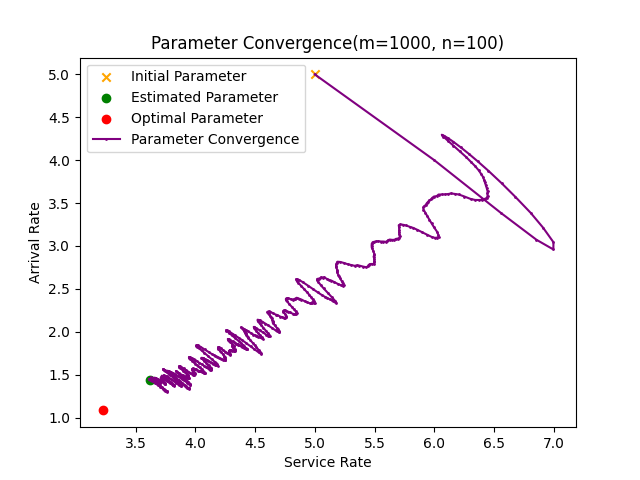 Parameter Convergence(m=1000, n=100)
Initial Parameter
Estimated Parameter
Optimal Parameter
Parameter Convergence
5.0
4.5
4.0
3.5
3.0
2.5
2.0
1.5
1.0
Arrival Rate
3.5 4.0 4.5 5.0 5.5 6.0 6.5 7.0
Service Rate